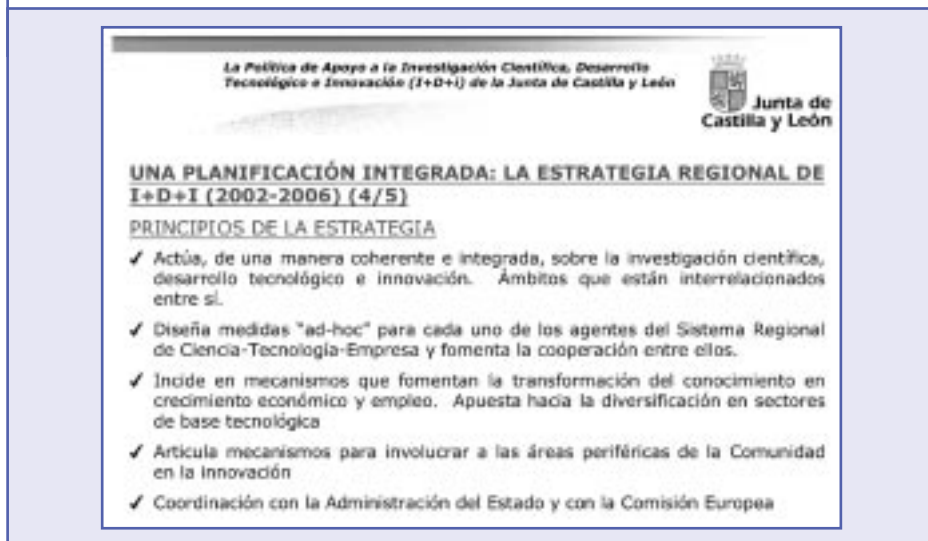 La Política de Apoyo a la Investigación Científica, Desarrollo
Tecnológico e Innovación (I+D+i) de la Junta de Castilla y León
Junta de
Castilla y León
UNA PLANIFICACIÓN INTEGRADA: LA ESTRATEGIA REGIONAL DE
I+D+I (2002-2006) (4/5)
PRINCIPIOS DE LA ESTRATEGIA
✓ Actúa, de una manera coherente e integrada, sobre la investigación científica,
desarrollo tecnológico e innovación. Ámbitos que están interrelacionados
entre sí.
✓ Diseña medidas "ad-hoc" para cada uno de los agentes del Sistema Regional
de Ciencia-Tecnología-Empresa y fomenta la cooperación entre ellos.
✓ Incide en mecanismos que fomentan la transformación del conocimiento en
crecimiento económico y empleo. Apuesta hacia la diversificación en sectores
de base tecnológica
✓ Articula mecanismos para involucrar a las áreas periféricas de la Comunidad
en la innovación
✓ Coordinación con la Administración del Estado y con la Comisión Europea